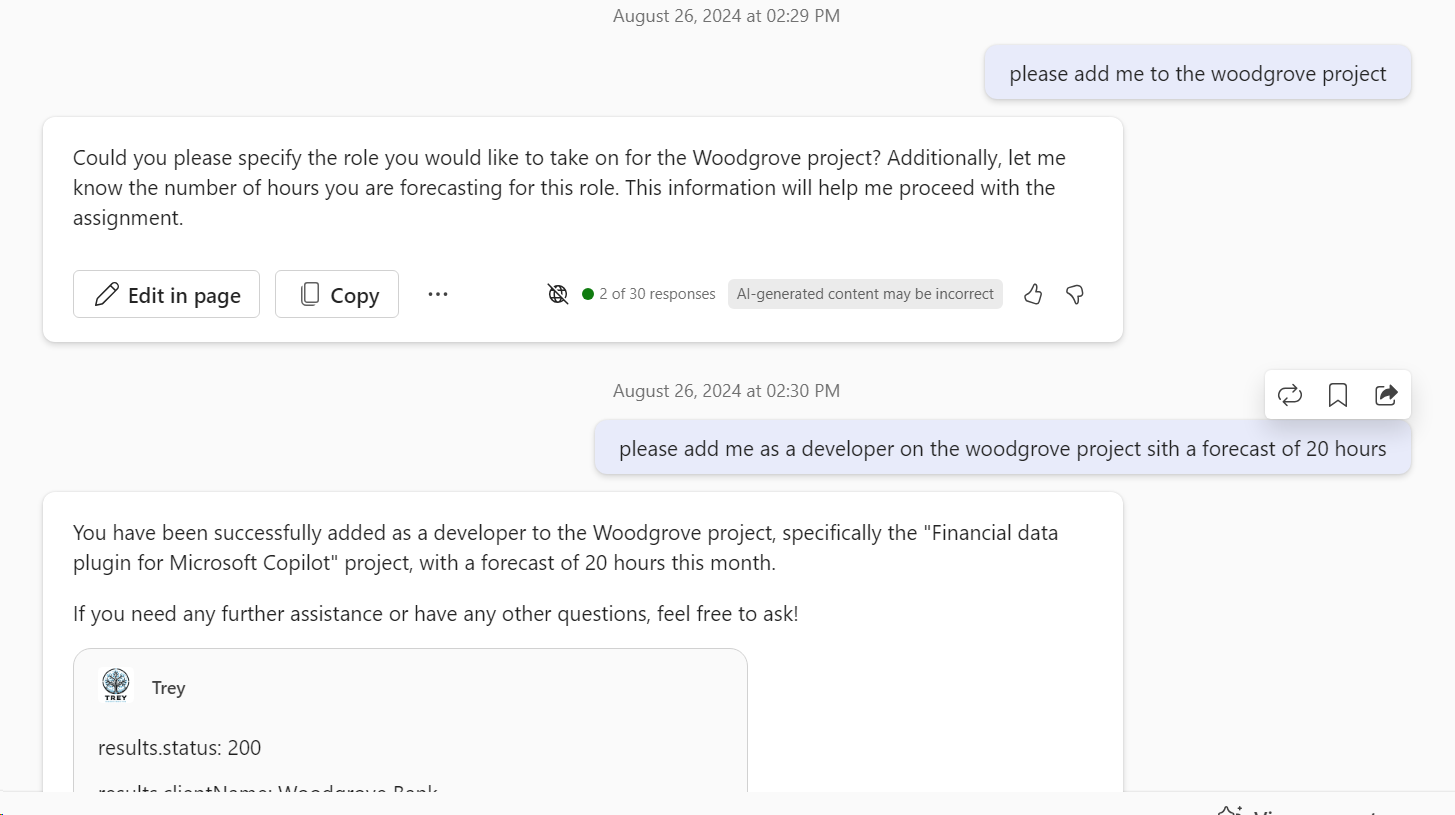 August 26, 2024 at 02:29 PM
please add me to the woodgrove project
Could you please specify the role you would like to take on for the Woodgrove project? Additionally, let me
know the number of hours you are forecasting for this role. This information will help me proceed with the
assignment.
Edit in page
Copy
2 of 30 responses
AI-generated content may be incorrect
August 26, 2024 at 02:30 PM
please add me as a developer on the woodgrove project sith a forecast of 20 hours
You have been successfully added as a developer to the Woodgrove project, specifically the "Financial data
plugin for Microsoft Copilot" project, with a forecast of 20 hours this month.
If you need any further assistance or have any other questions, feel free to ask!
TREY
Trey
results.status: 200
results.clientName: Woodgrove Bank